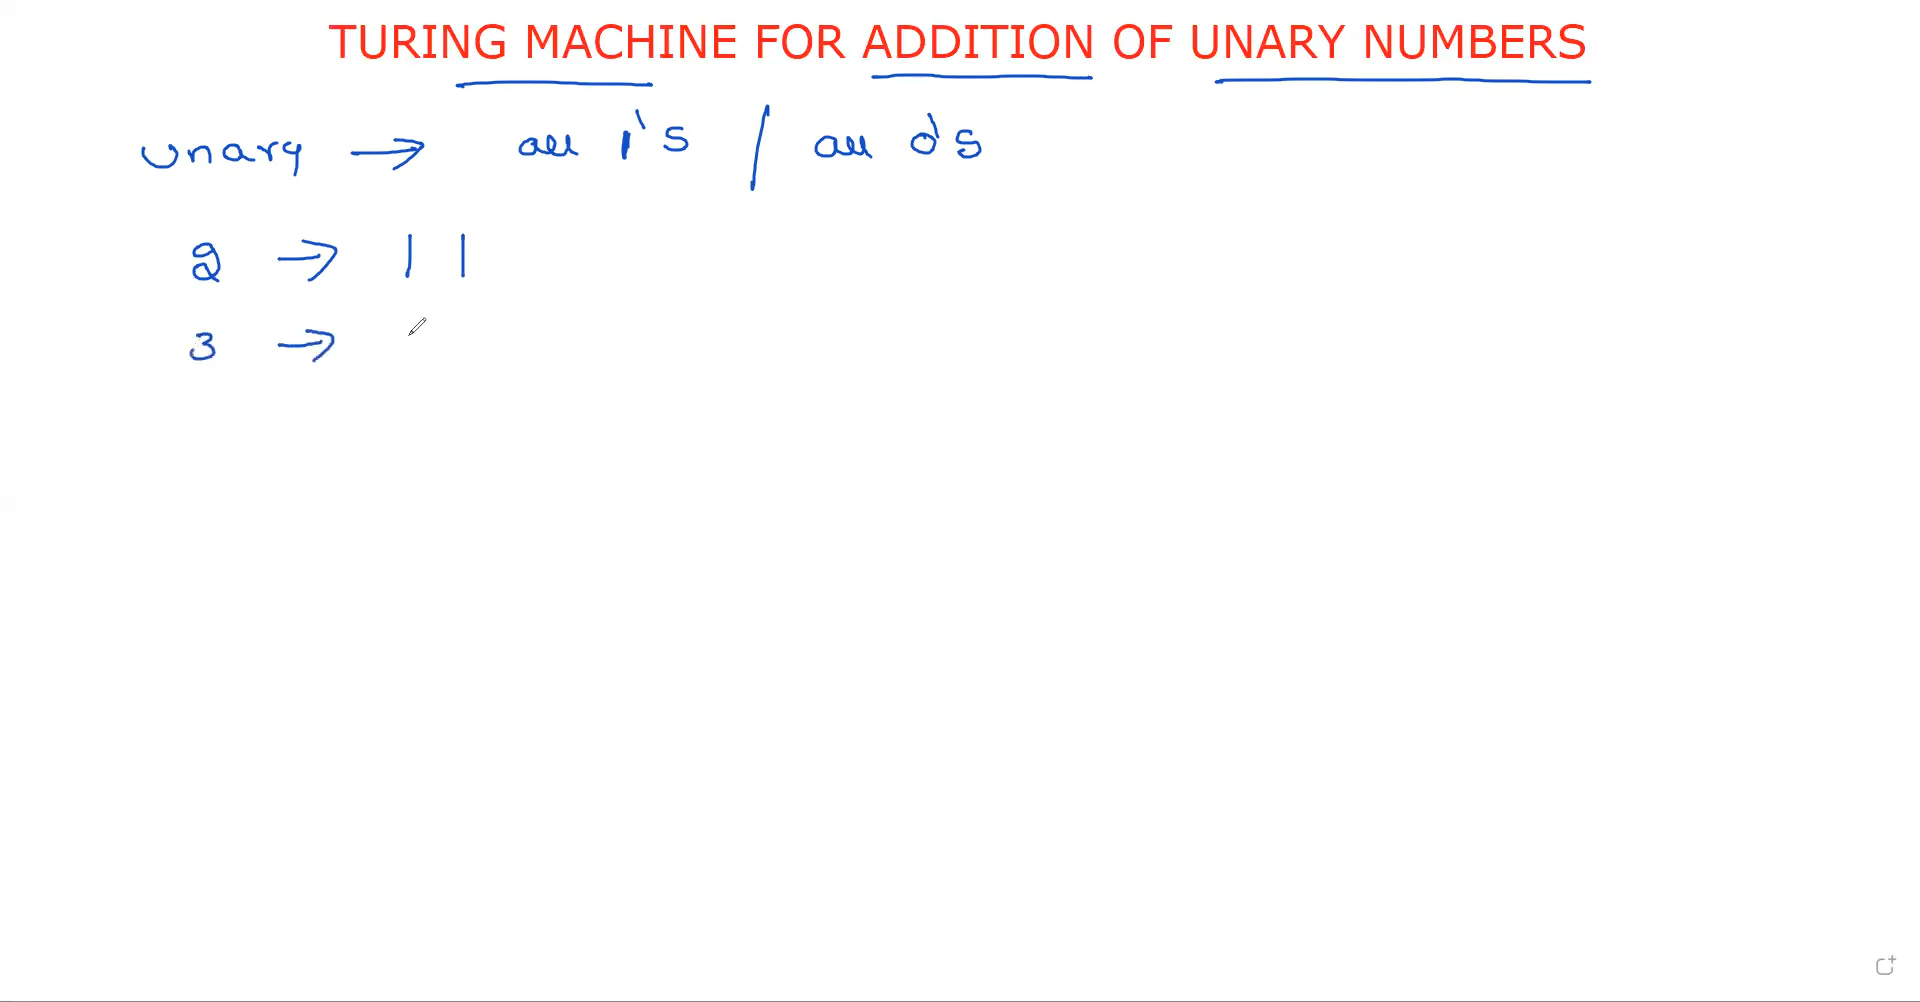 TURING MACHINE FOR ADDITION OF UNARY NUMBERS
unary → all 1's / all 0's
2 → 1 1
3 →